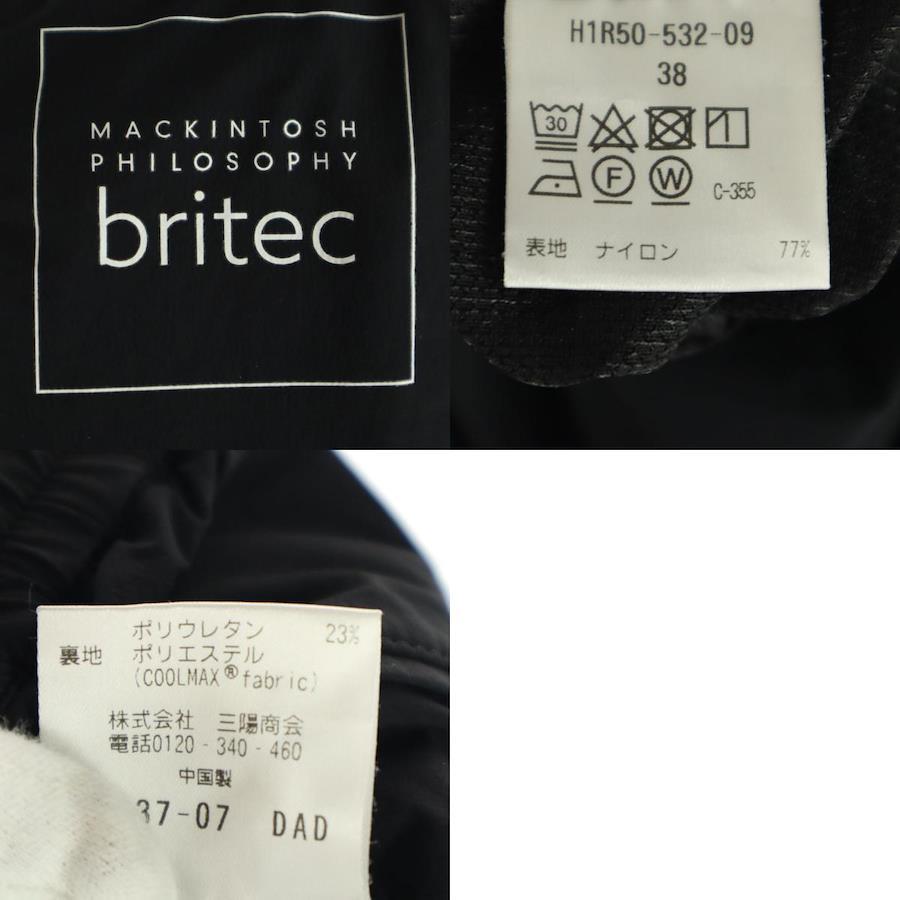 MACKINTOSH
PHILOSOPHY
britec
H1R50-532-09
38
30
F W C-355
表地 ナイロン 77%
ポリウレタン 23%
裏地 ポリエステル
(COOLMAX® fabric)
株式会社 三陽商会
電話0120-340-460
中国製
37-07 DAD